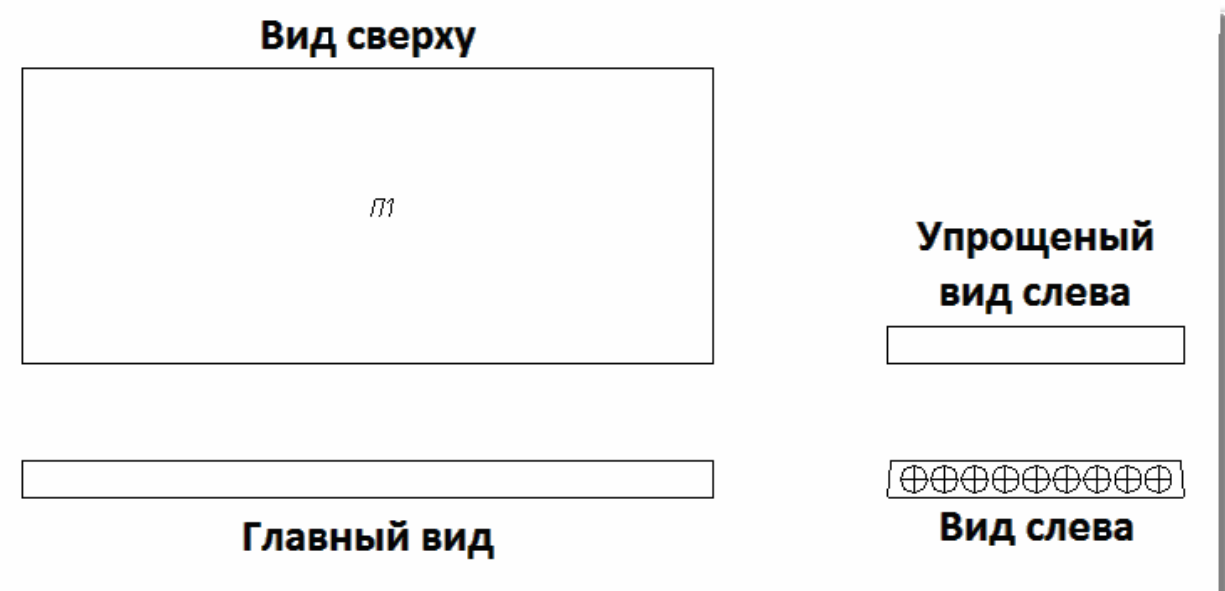 Вид сверху
П1
Упрощеный
вид слева
Главный вид
Вид слева